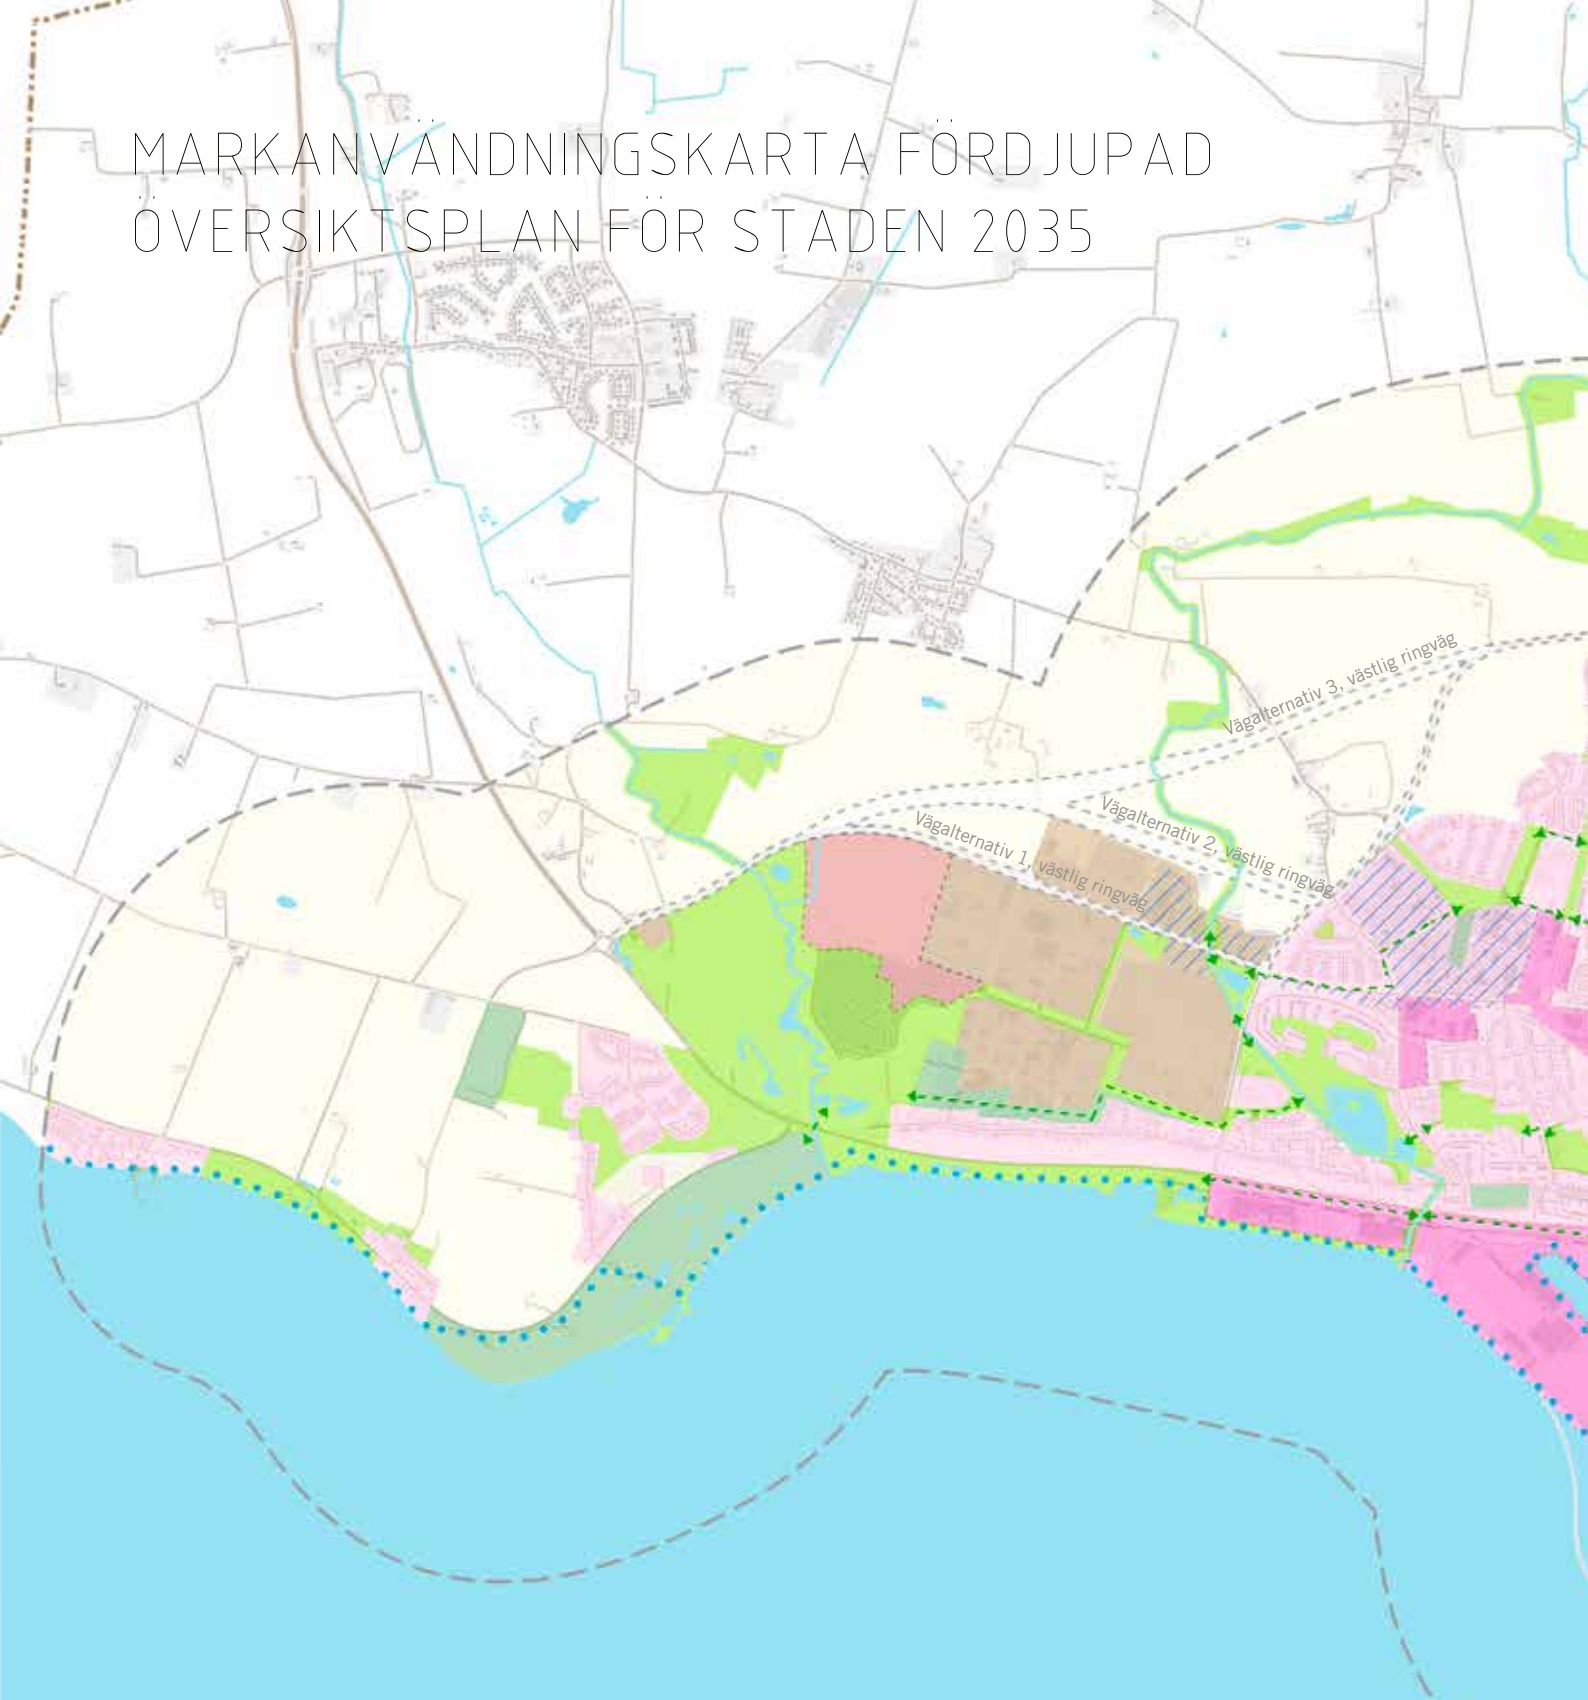 MARKANVÄNDNINGSKARTA FÖRDJUPAD
ÖVERSIKTSPLAN FÖR STADEN 2035
Vägalternativ 3, västlig ringväg
Vägalternativ 2, västlig ringväg
Vägalternativ 1, västlig ringväg